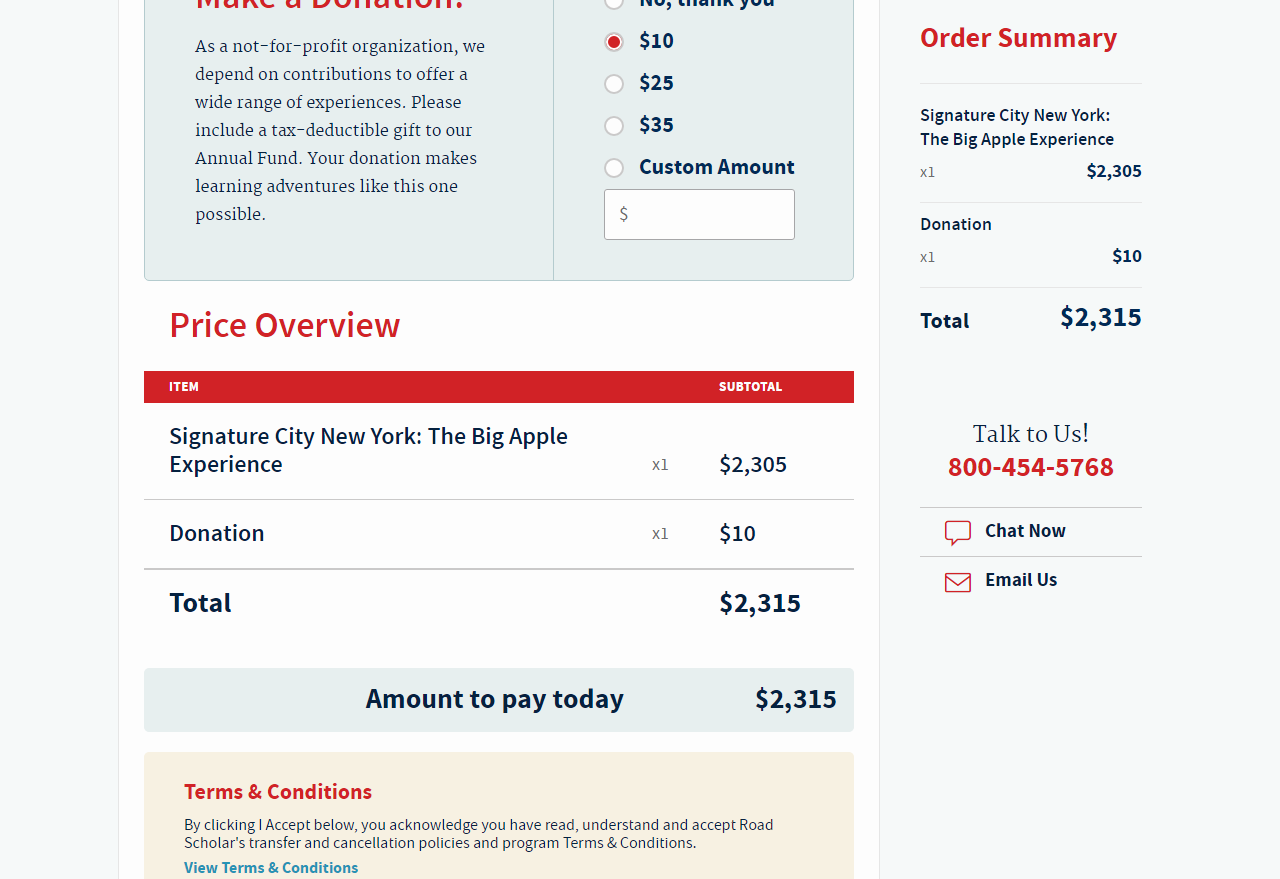 Make a Donation!
As a not-for-profit organization, we
depend on contributions to offer a
wide range of experiences. Please
include a tax-deductible gift to our
Annual Fund. Your donation makes
learning adventures like this one
possible.
No, thank you
$10
$25
$35
Custom Amount
$
Price Overview
ITEM SUBTOTAL
Signature City New York: The Big Apple
Experience x1 $2,305
Donation x1 $10
Total $2,315
Amount to pay today $2,315
Terms & Conditions
By clicking I Accept below, you acknowledge you have read, understand and accept Road
Scholar's transfer and cancellation policies and program Terms & Conditions.
View Terms & Conditions
Order Summary
Signature City New York:
The Big Apple Experience
x1 $2,305
Donation
x1 $10
Total $2,315
Talk to Us!
800-454-5768
Chat Now
Email Us